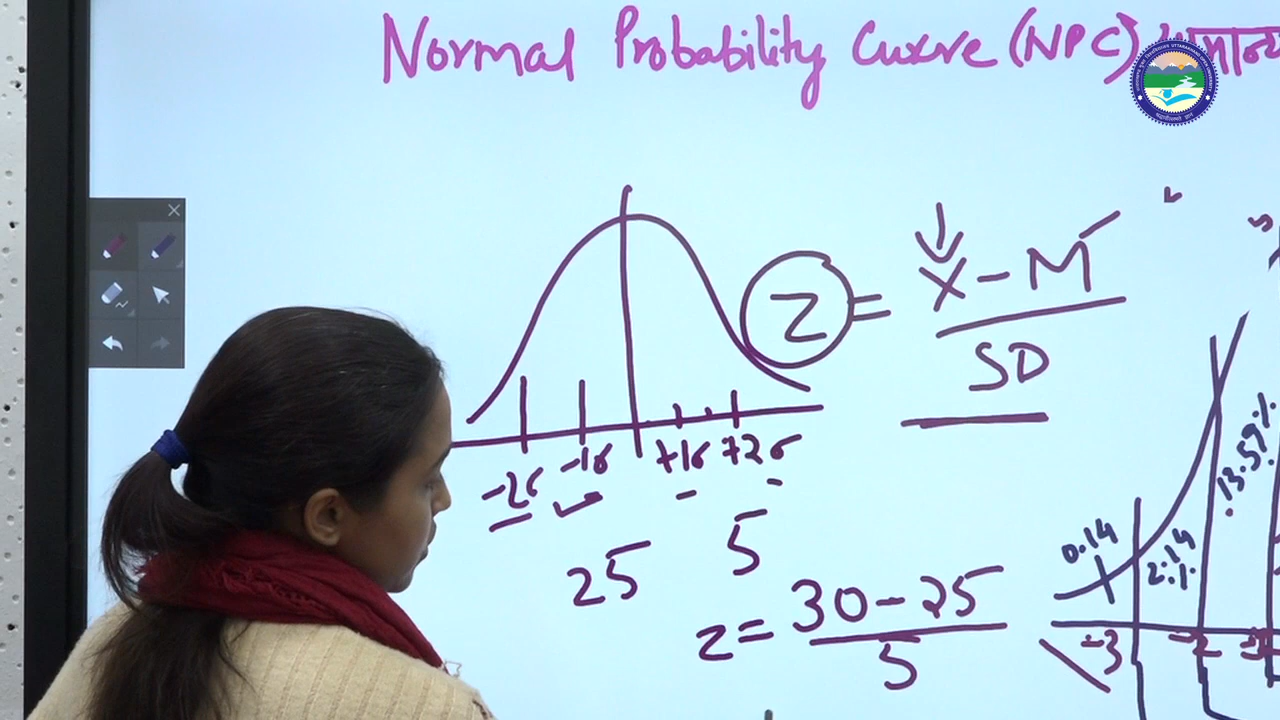 Normal Probability Curve (NPC)
Z = X - M
SD
-2σ -1σ +1σ +2σ
25 5
z = 30 - 25
5
0.14
2.14
%
13.59%
-3 -2